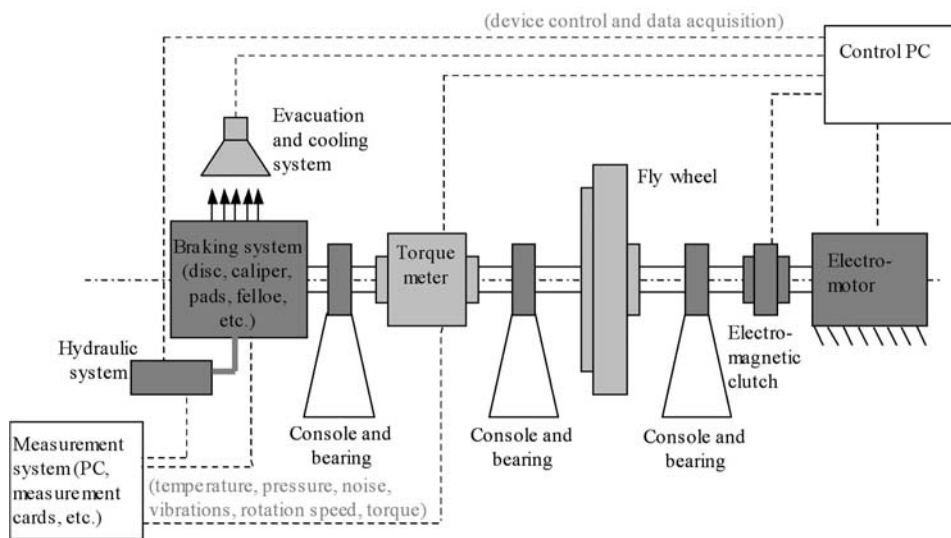 (device control and data acquisition)
Control PC
Evacuation
and cooling
system
Fly wheel
Braking system
(disc, caliper,
pads, felloe,
etc.)
Torque
meter
Electro-
motor
Hydraulic
system
Electro-
magnetic
clutch
Console and
bearing
Console and
bearing
Console and
bearing
Measurement
system (PC,
measurement
cards, etc.)
(temperature, pressure, noise,
vibrations, rotation speed, torque)